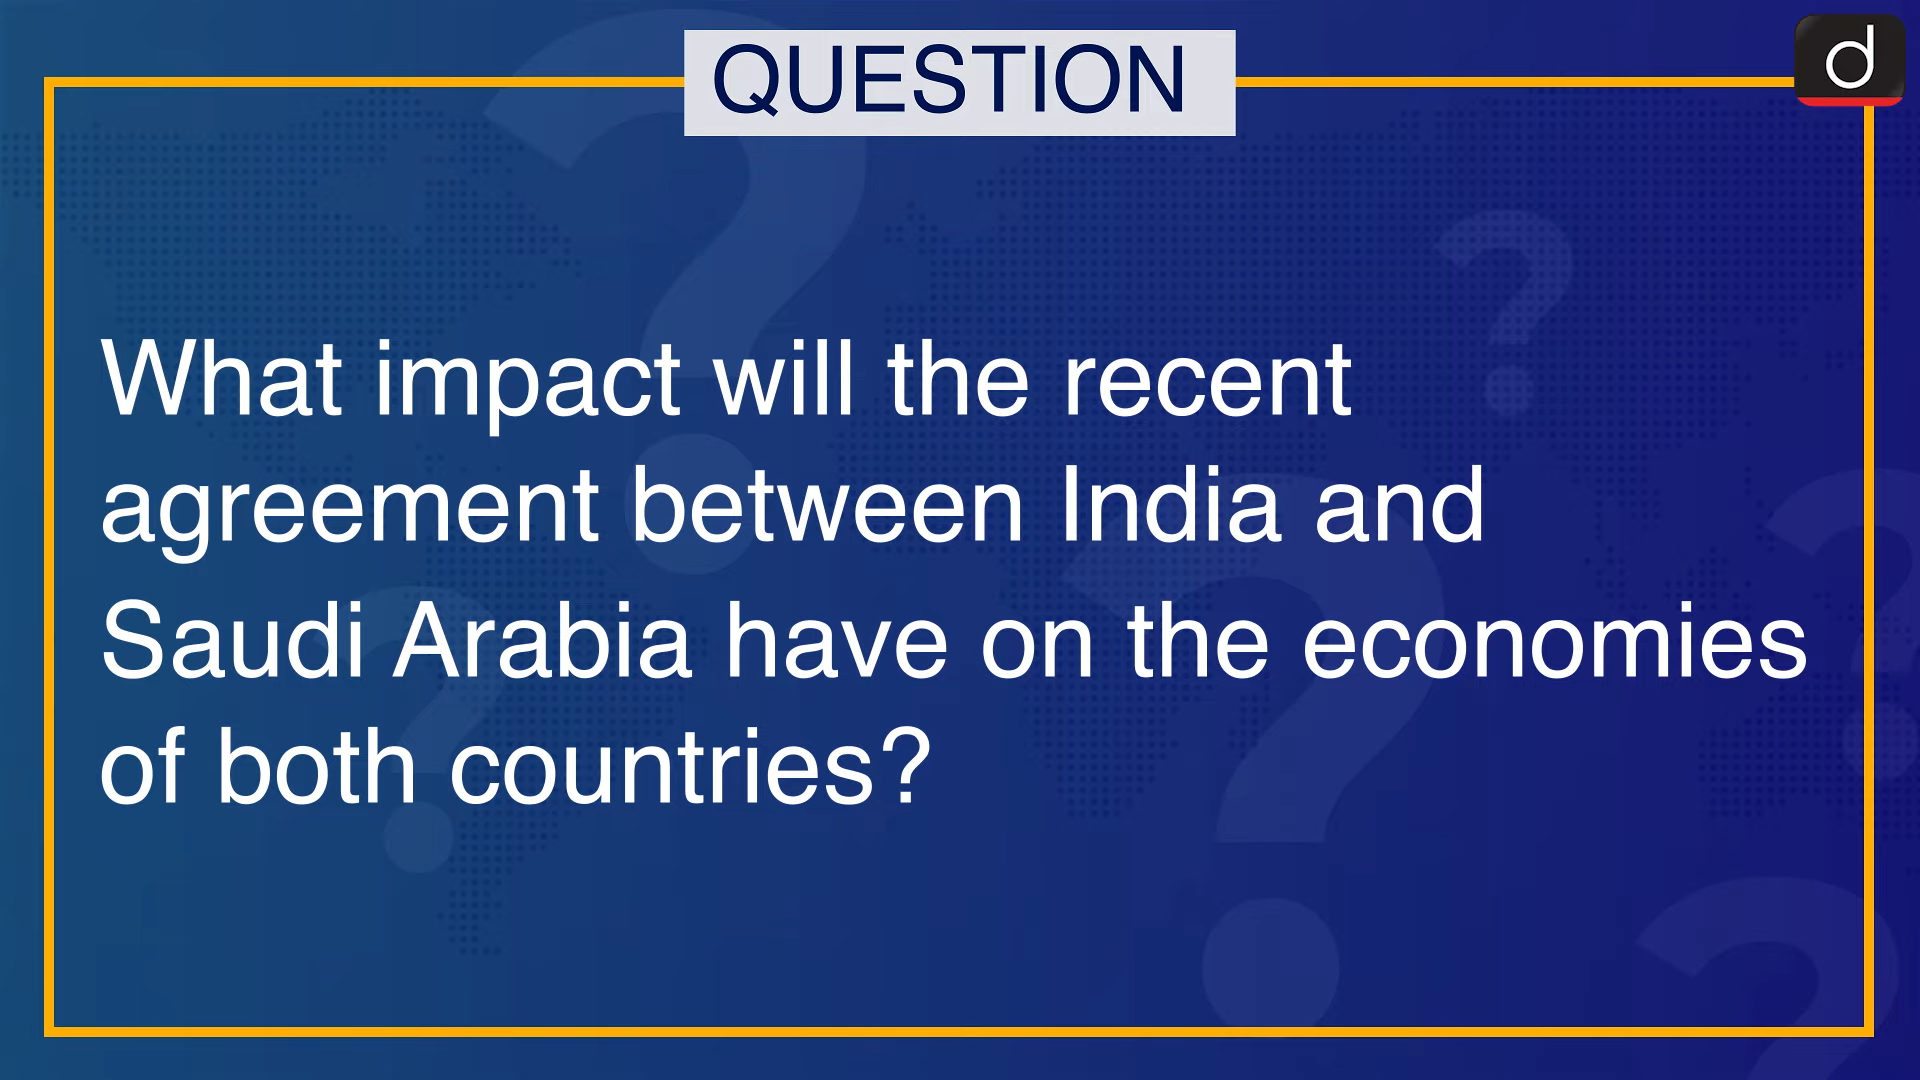 QUESTION
d
What impact will the recent
agreement between India and
Saudi Arabia have on the economies
of both countries?